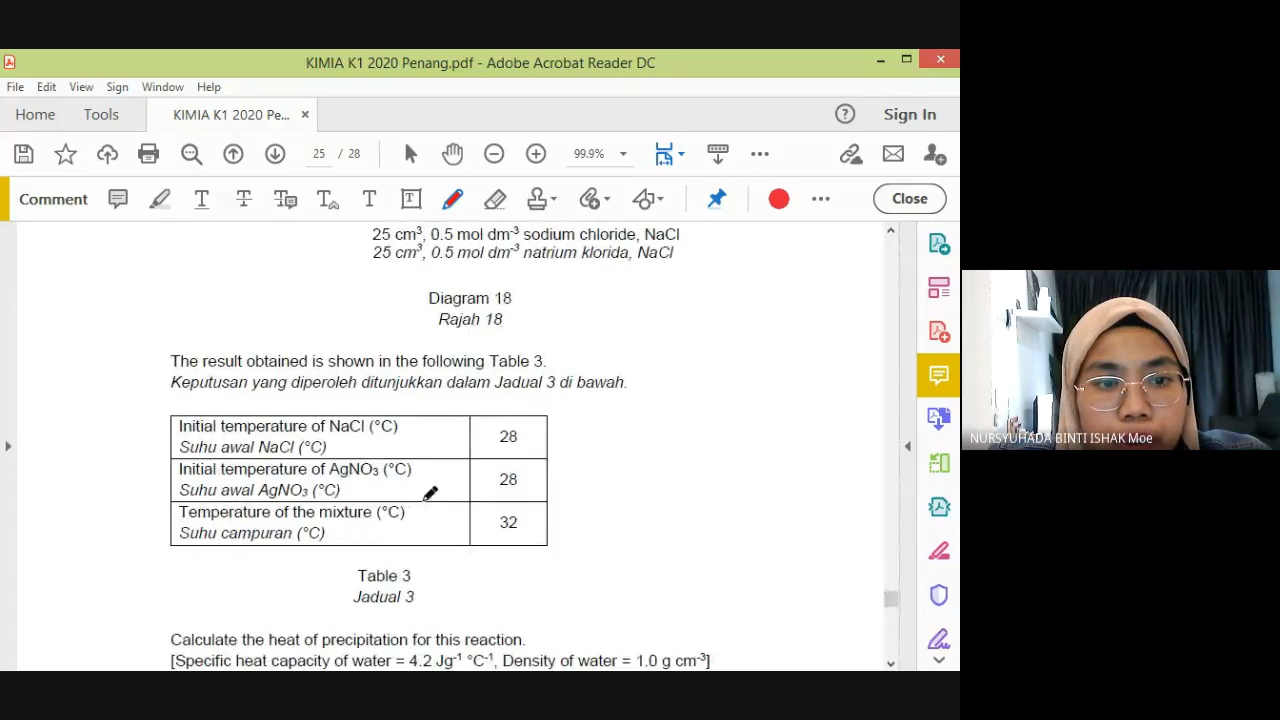 KIMIA K1 2020 Penang.pdf - Adobe Acrobat Reader DC
File Edit View Sign Window Help
Home Tools KIMIA K1 2020 Pe... × ? Sign In
25 / 28 99.9%
Comment Close
25 cm³, 0.5 mol dm⁻³ sodium chloride, NaCl
25 cm³, 0.5 mol dm⁻³ natrium klorida, NaCl
Diagram 18
Rajah 18
The result obtained is shown in the following Table 3.
Keputusan yang diperoleh ditunjukkan dalam Jadual 3 di bawah.
Initial temperature of NaCl (°C)
Suhu awal NaCl (°C)
28
Initial temperature of AgNO₃ (°C)
Suhu awal AgNO₃ (°C)
28
Temperature of the mixture (°C)
Suhu campuran (°C)
32
Table 3
Jadual 3
Calculate the heat of precipitation for this reaction.
[Specific heat capacity of water = 4.2 Jg⁻¹ °C⁻¹, Density of water = 1.0 g cm⁻³]
NURSYUHADA BINTI ISHAK Moe